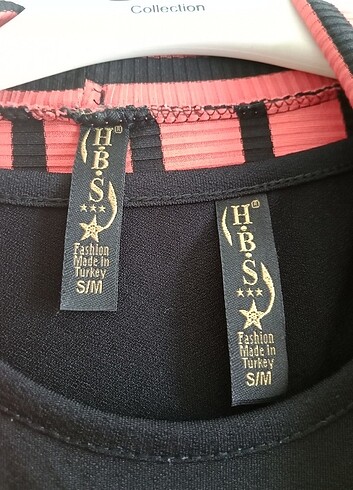 Collection
H®
B
S
Fashion
Made In
Turkey
S/M
H®
B
S
Fashion
Made In
Turkey
S/M